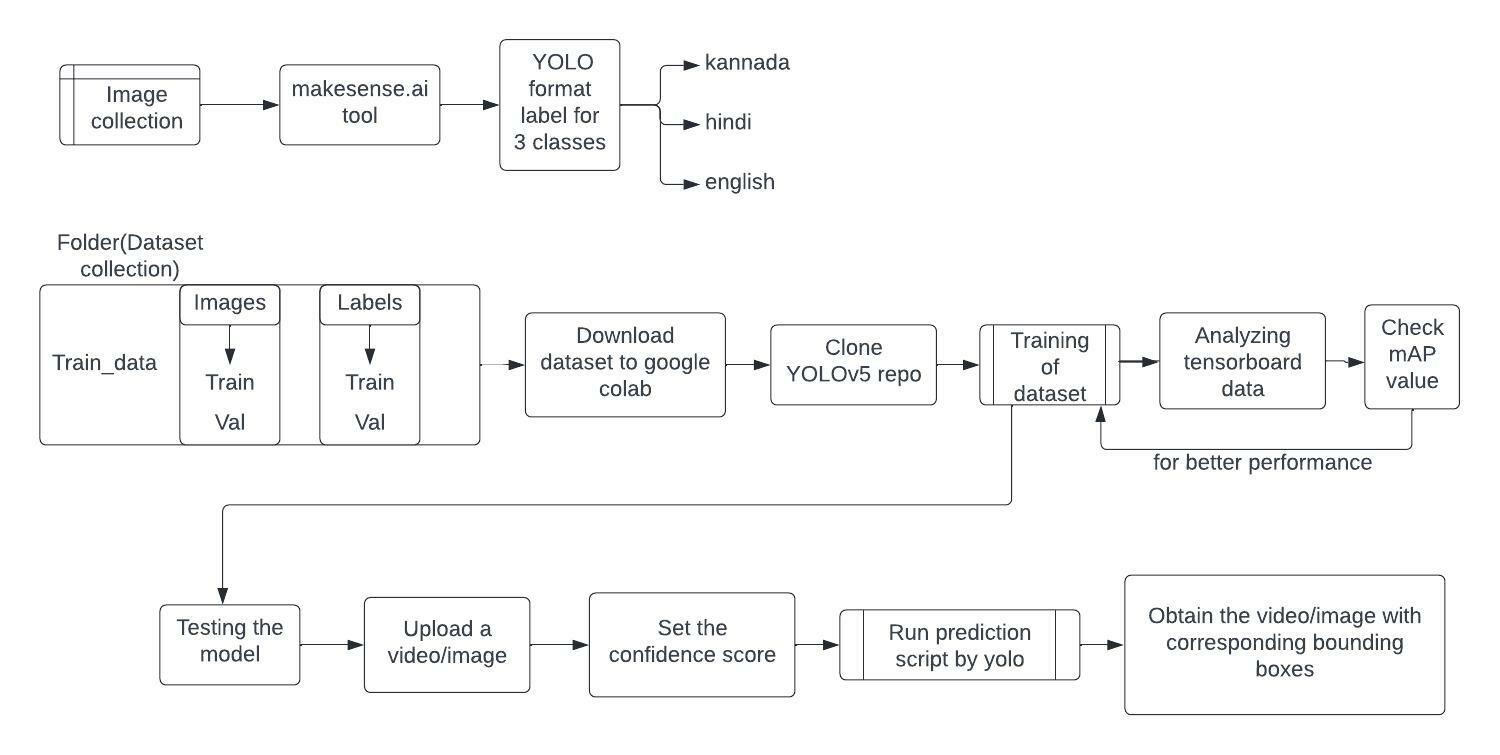 Image
collection
makesense.ai
tool
YOLO
format
label for
3 classes
kannada
hindi
english
Folder(Dataset
collection)
Train_data
Images
Train
Val
Labels
Train
Val
Download
dataset to google
colab
Clone
YOLOv5 repo
Training
of
dataset
Analyzing
tensorboard
data
Check
mAP
value
for better performance
Testing the
model
Upload a
video/image
Set the
confidence score
Run prediction
script by yolo
Obtain the video/image with
corresponding bounding
boxes